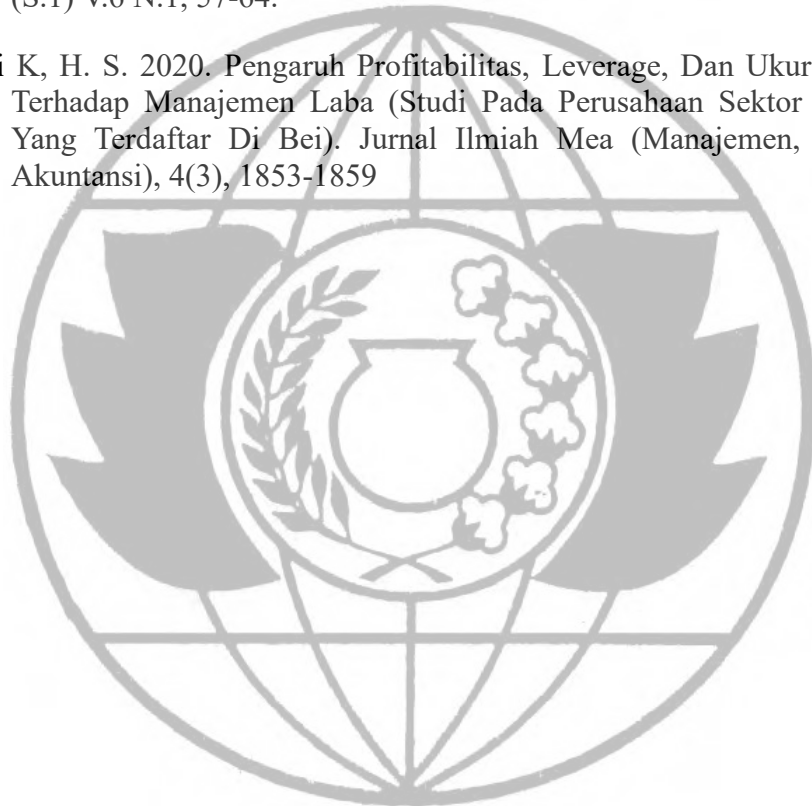 (S.1) V.6 N.1, 57-64.
i K, H. S. 2020. Pengaruh Profitabilitas, Leverage, Dan Ukur
Terhadap Manajemen Laba (Studi Pada Perusahaan Sektor
Yang Terdaftar Di Bei). Jurnal Ilmiah Mea (Manajemen,
Akuntansi), 4(3), 1853-1859